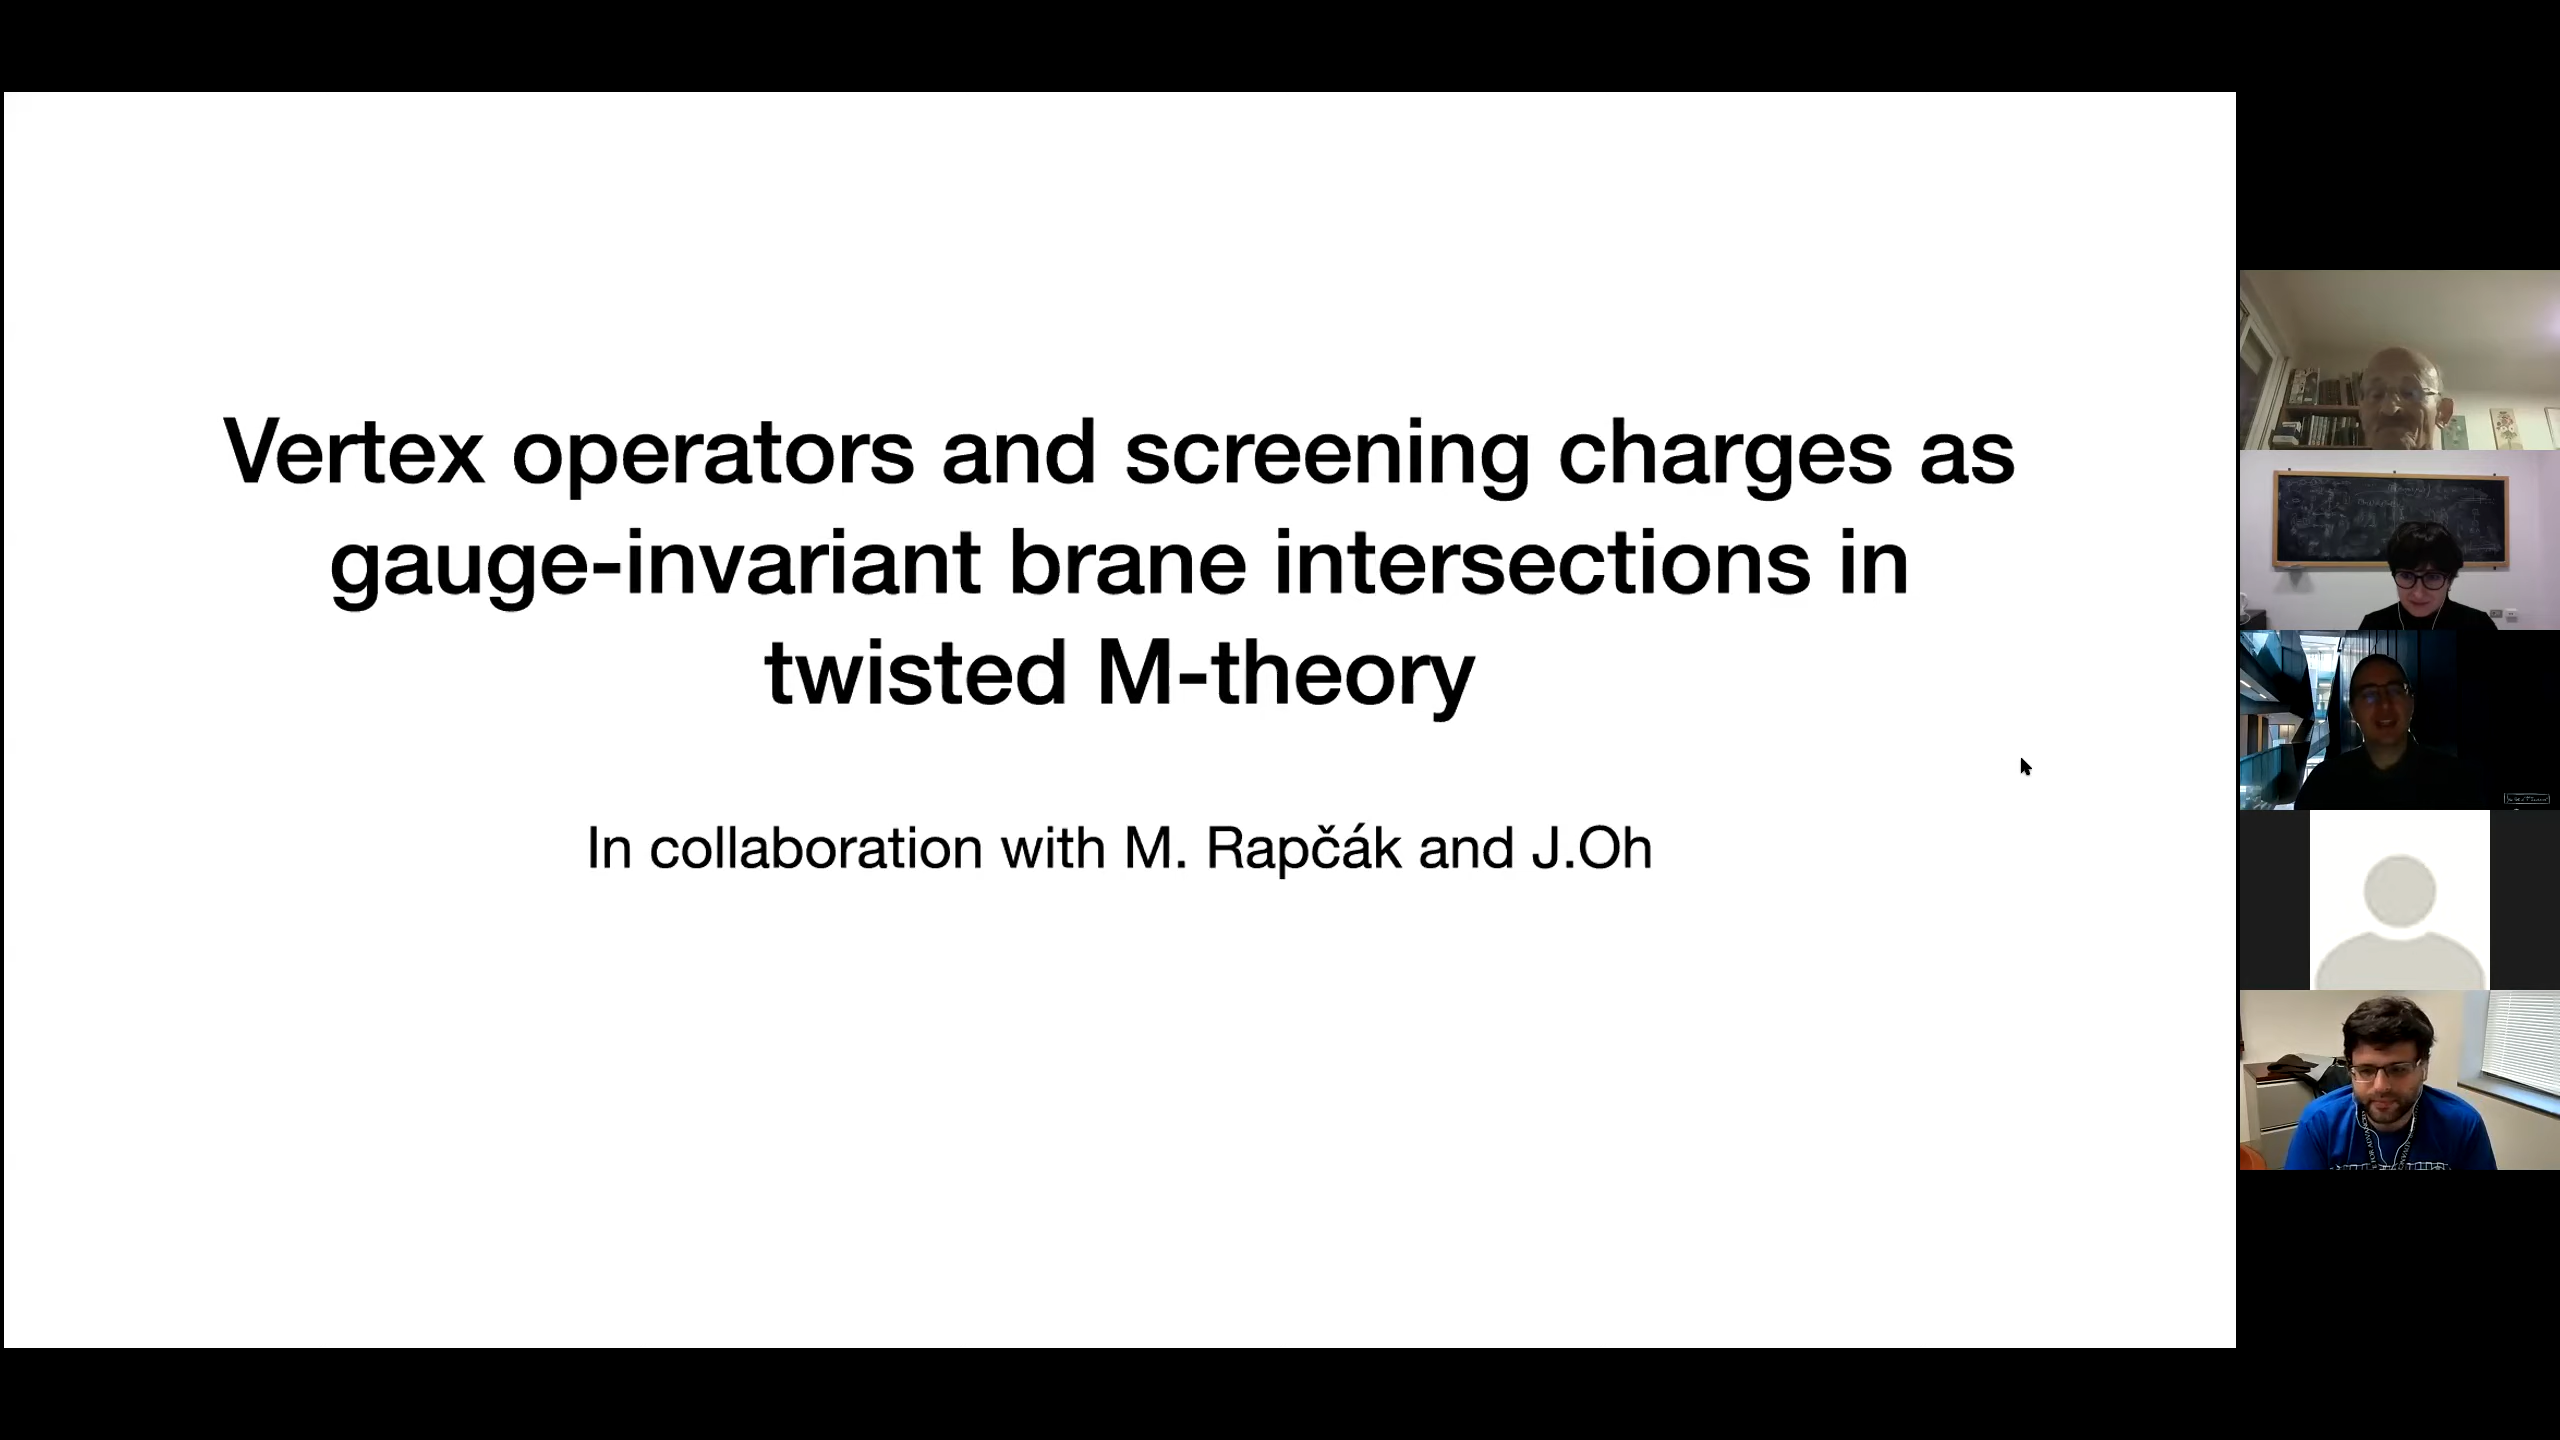 Vertex operators and screening charges as
gauge-invariant brane intersections in
twisted M-theory
In collaboration with M. Rapčák and J.Oh